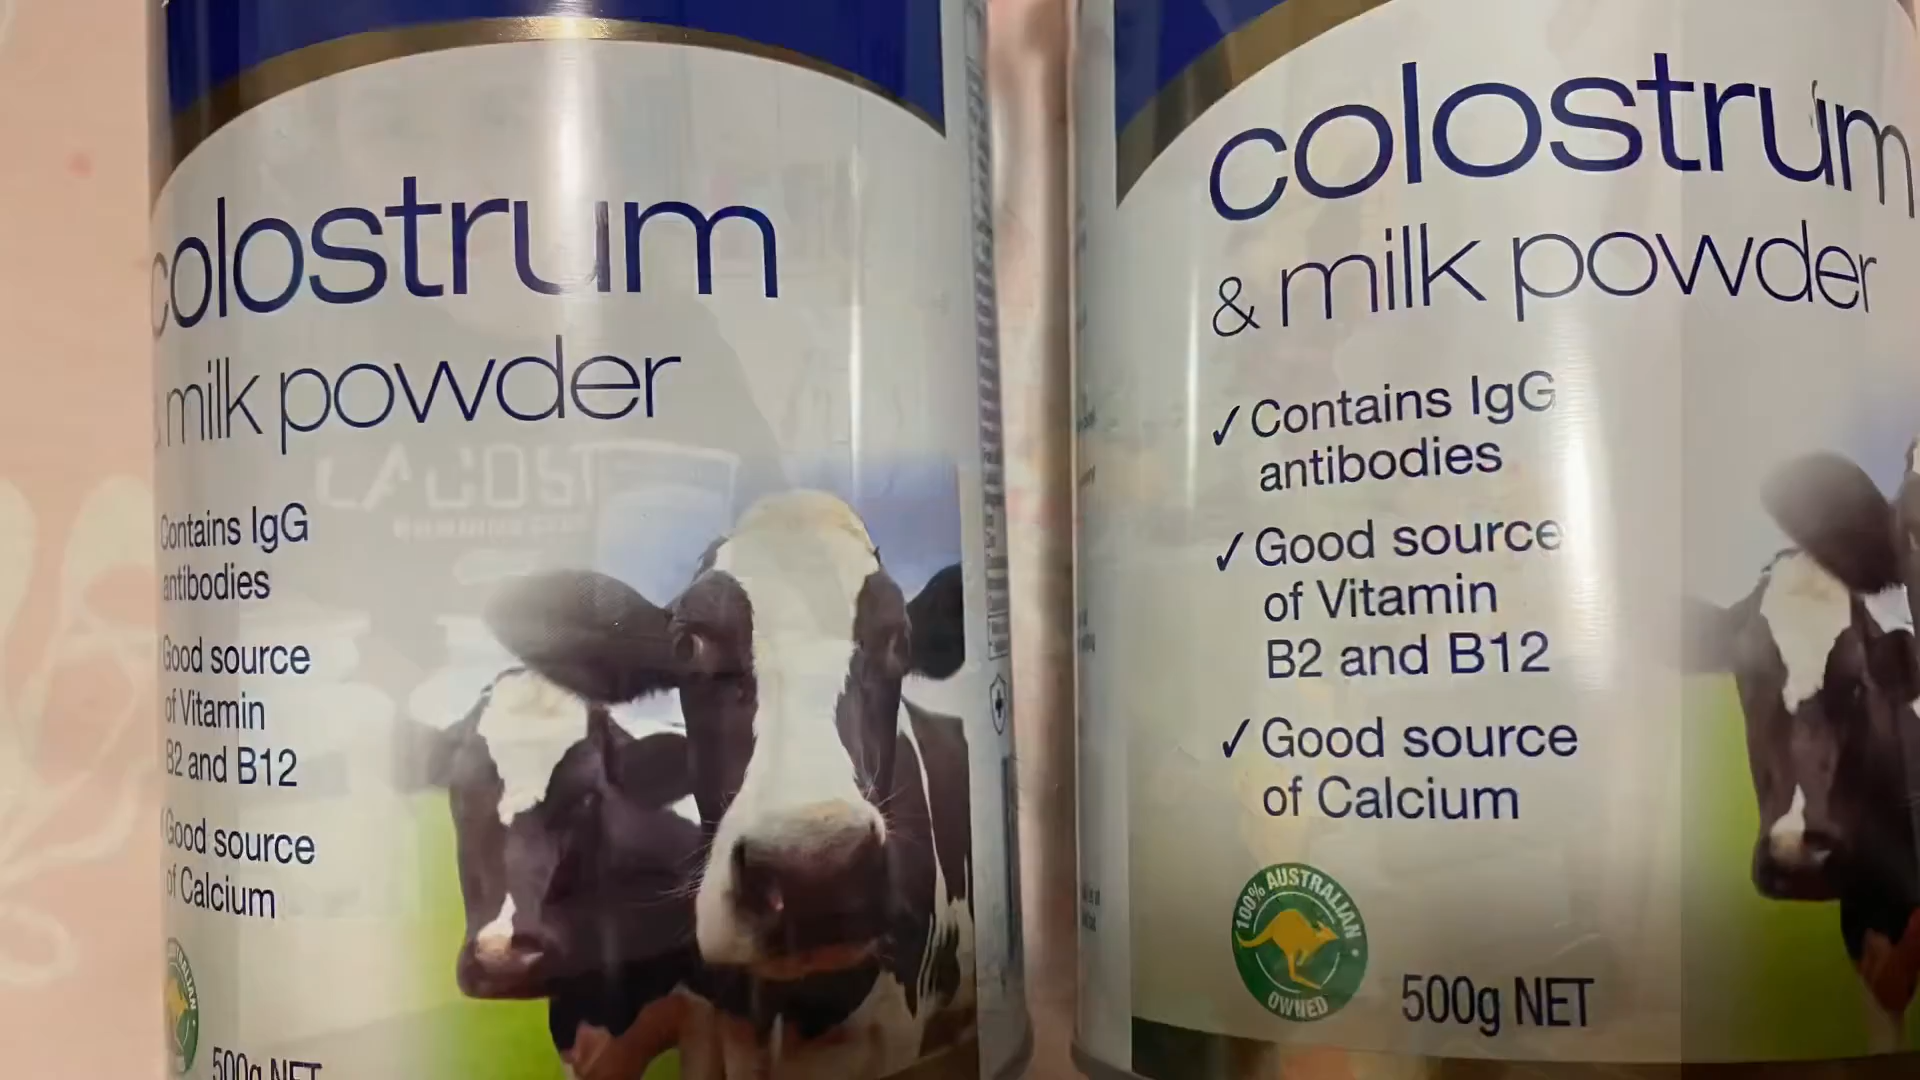 colostrum
milk powder
Contains IgG
antibodies
Good source
of Vitamin
B2 and B12
Good source
of Calcium
500g NET
colostrum
& milk powder
✓ Contains IgG
antibodies
✓ Good source
of Vitamin
B2 and B12
✓ Good source
of Calcium
100% AUSTRALIAN
OWNED
500g NET